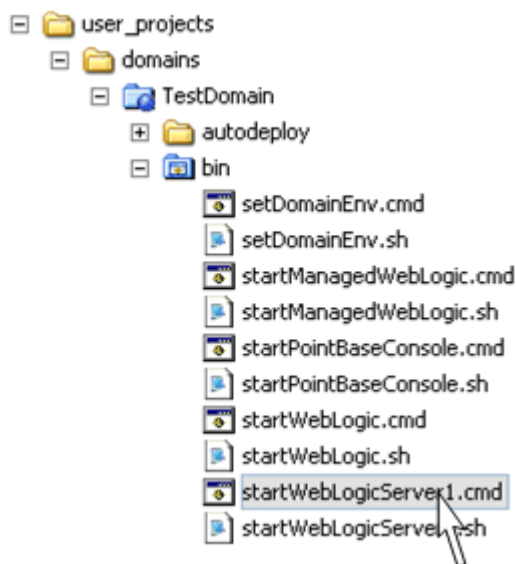 user_projects
domains
TestDomain
autodeploy
bin
setDomainEnv.cmd
setDomainEnv.sh
startManagedWebLogic.cmd
startManagedWebLogic.sh
startPointBaseConsole.cmd
startPointBaseConsole.sh
startWebLogic.cmd
startWebLogic.sh
startWebLogicServer1.cmd